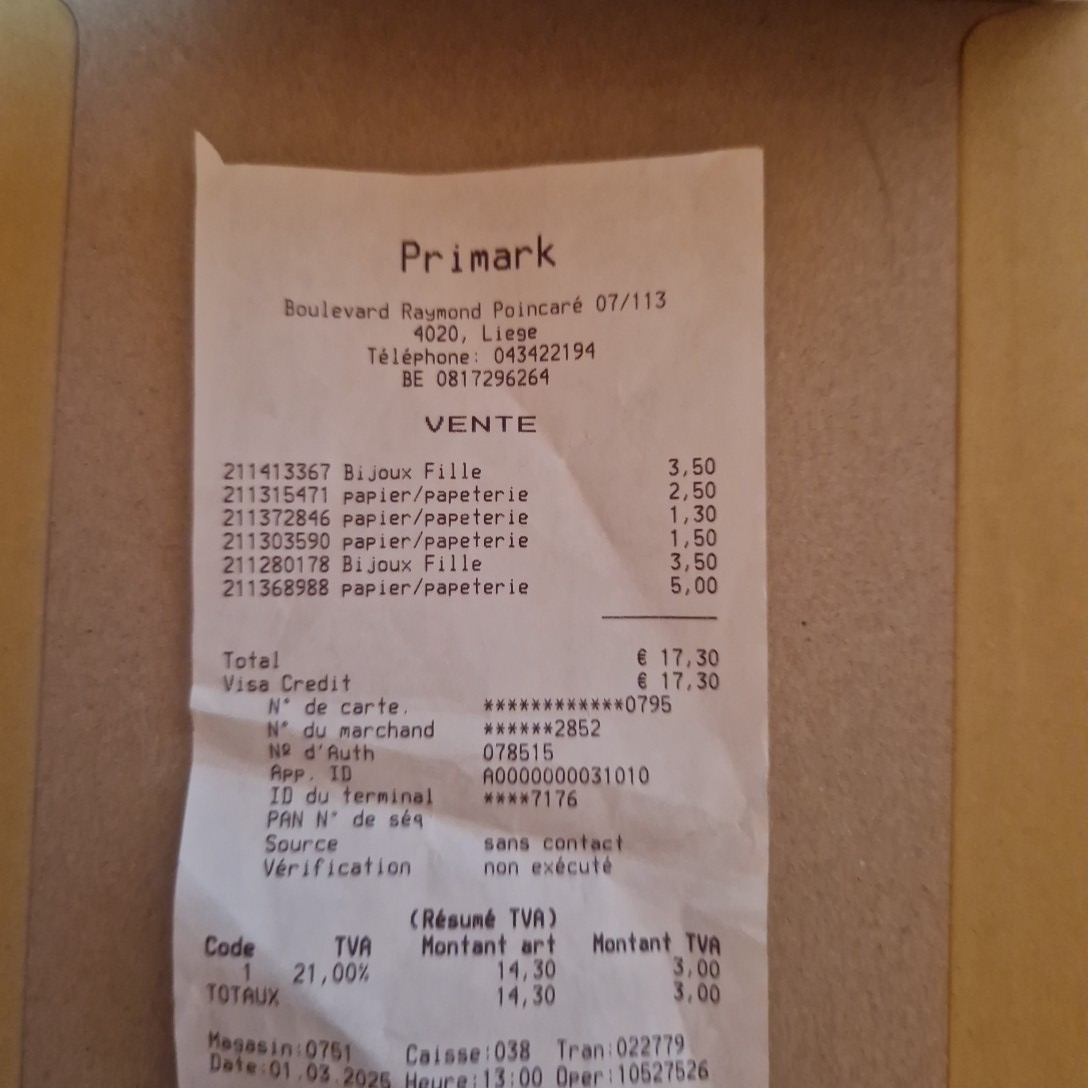 Primark
Boulevard Raymond Poincaré 07/113
4020, Liege
Téléphone: 043422194
BE 0817296264
VENTE
211413367 Bijoux Fille 3,50
211315471 papier/papeterie 2,50
211372846 papier/papeterie 1,30
211303590 papier/papeterie 1,50
211280178 Bijoux Fille 3,50
211368988 papier/papeterie 5,00
Total € 17,30
Visa Credit € 17,30
N° de carte. ************0795
N° du marchand ******2852
Nº d'Auth 078515
App. ID A0000000031010
ID du terminal ****7176
PAN N° de séq
Source sans contact
Vérification non exécuté
(Résumé TVA)
Code TVA Montant art Montant TVA
1 21,00% 14,30 3,00
TOTAUX 14,30 3,00
Magasin:0751 Caisse:038 Tran:022779
Date:01.03.2025 Heure:13:00 Oper:10527526